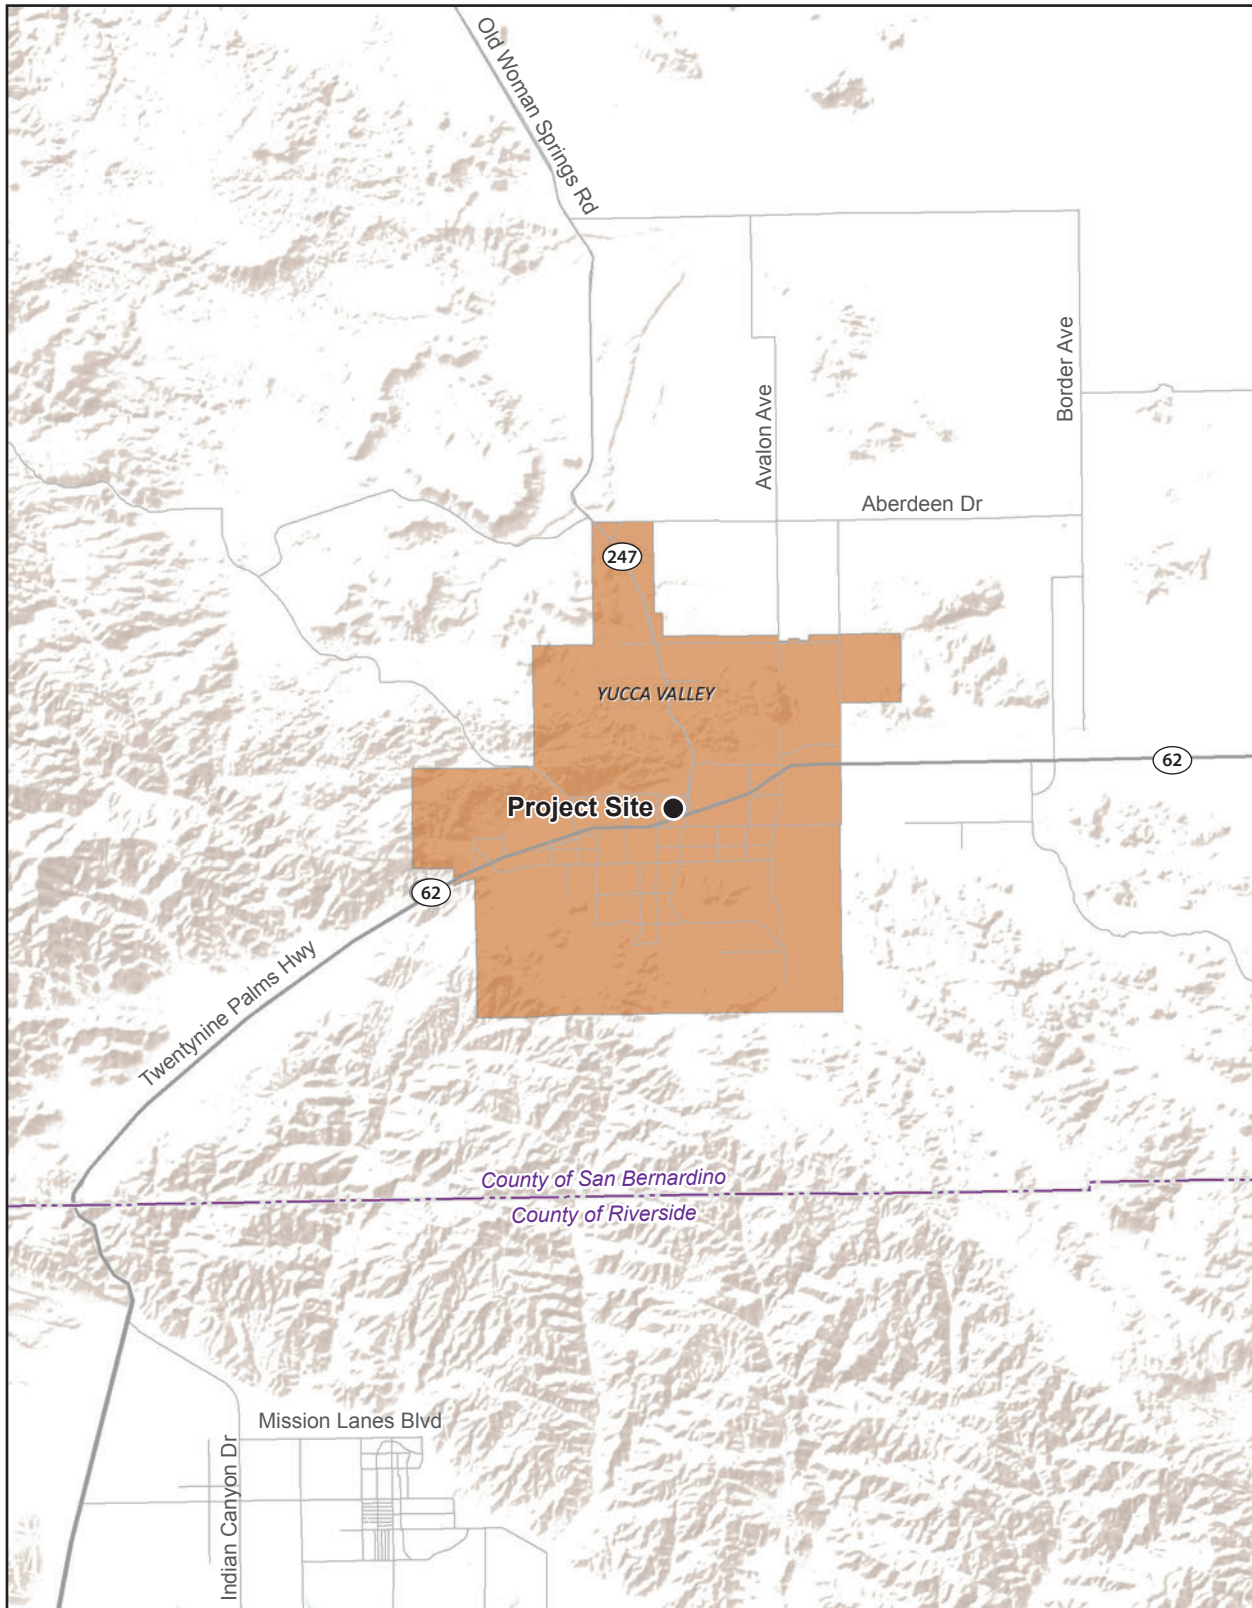 Old Woman Springs Rd
Border Ave
Avalon Ave
Aberdeen Dr
247
YUCCA VALLEY
62
Project Site
62
Twentynine Palms Hwy
County of San Bernardino
County of Riverside
Mission Lanes Blvd
Indian Canyon Dr